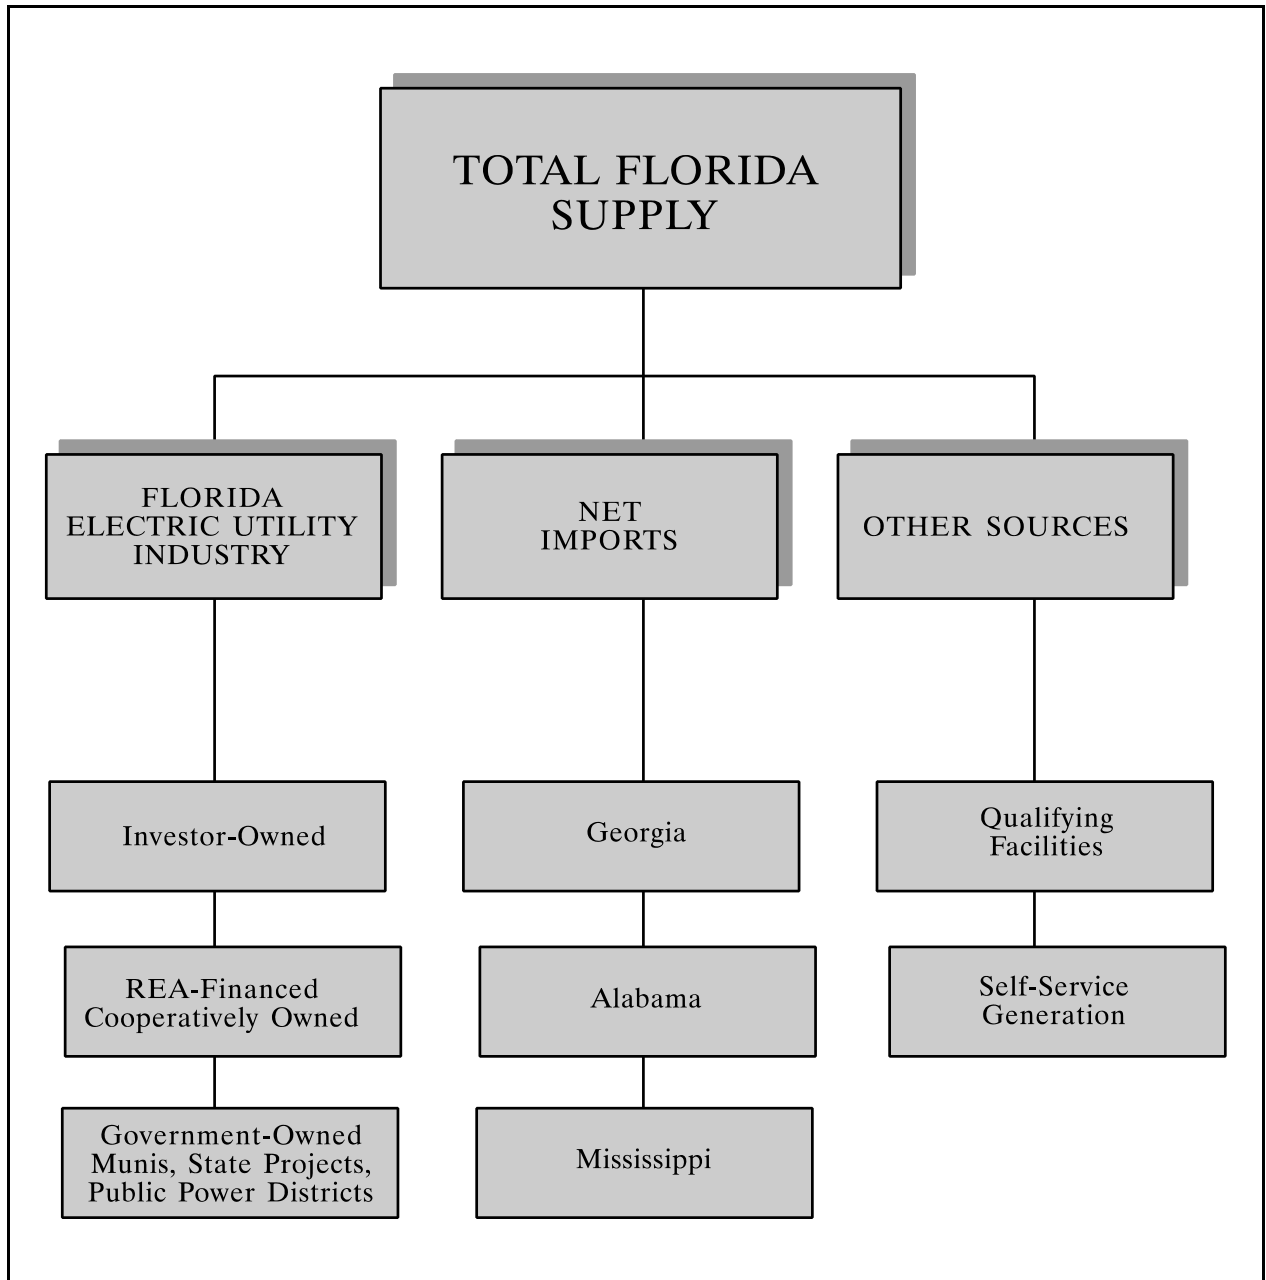 TOTAL FLORIDA
SUPPLY
FLORIDA
ELECTRIC UTILITY
INDUSTRY
NET
IMPORTS
OTHER SOURCES
Investor-Owned
Georgia
Qualifying
Facilities
REA-Financed
Cooperatively Owned
Alabama
Self-Service
Generation
Government-Owned
Munis, State Projects,
Public Power Districts
Mississippi